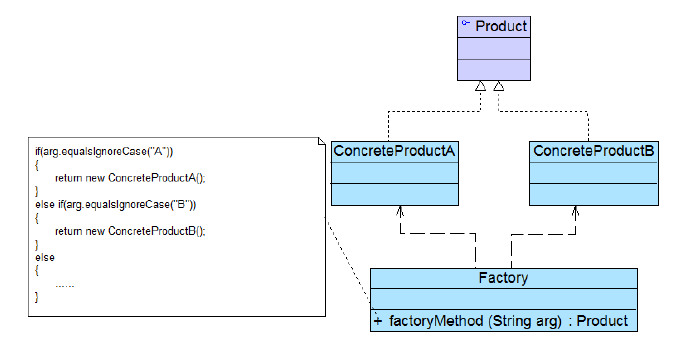 Product
ConcreteProductA
ConcreteProductB
if(arg.equalsIgnoreCase("A"))
{
return new ConcreteProductA();
}
else if(arg.equalsIgnoreCase("B"))
{
return new ConcreteProductB();
}
else
{
......
}
Factory
+ factoryMethod (String arg) : Product